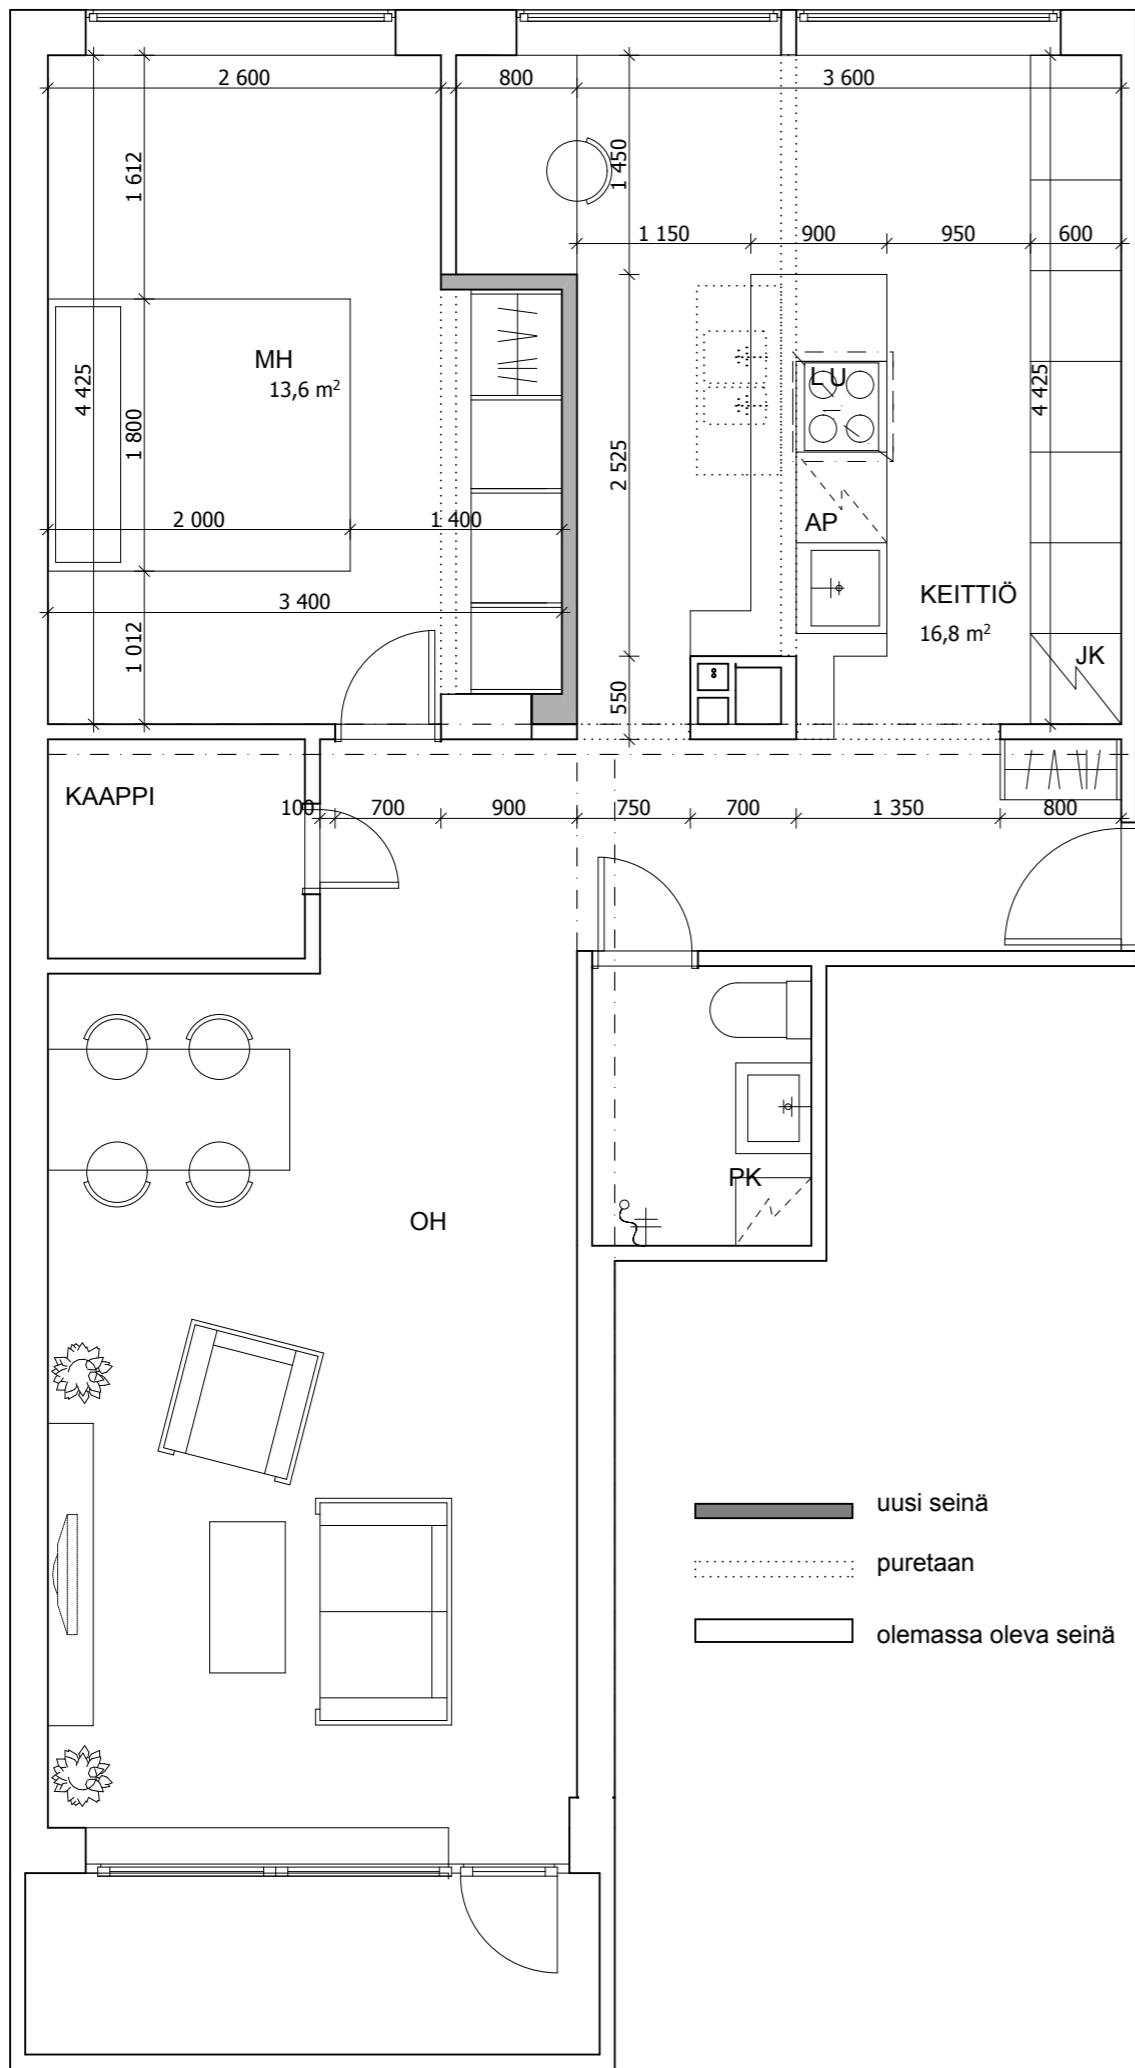 2 600
800
3 600
1 612
1 450
1 150
900
950
600
MH
13,6 m²
LU
4 425
4 425
1 800
2 525
2 000
1 400
AP
KEITTIÖ
16,8 m²
3 400
1 012
JK
550
KAAPPI
100
700
900
750
700
1 350
800
PK
OH
uusi seinä
puretaan
olemassa oleva seinä